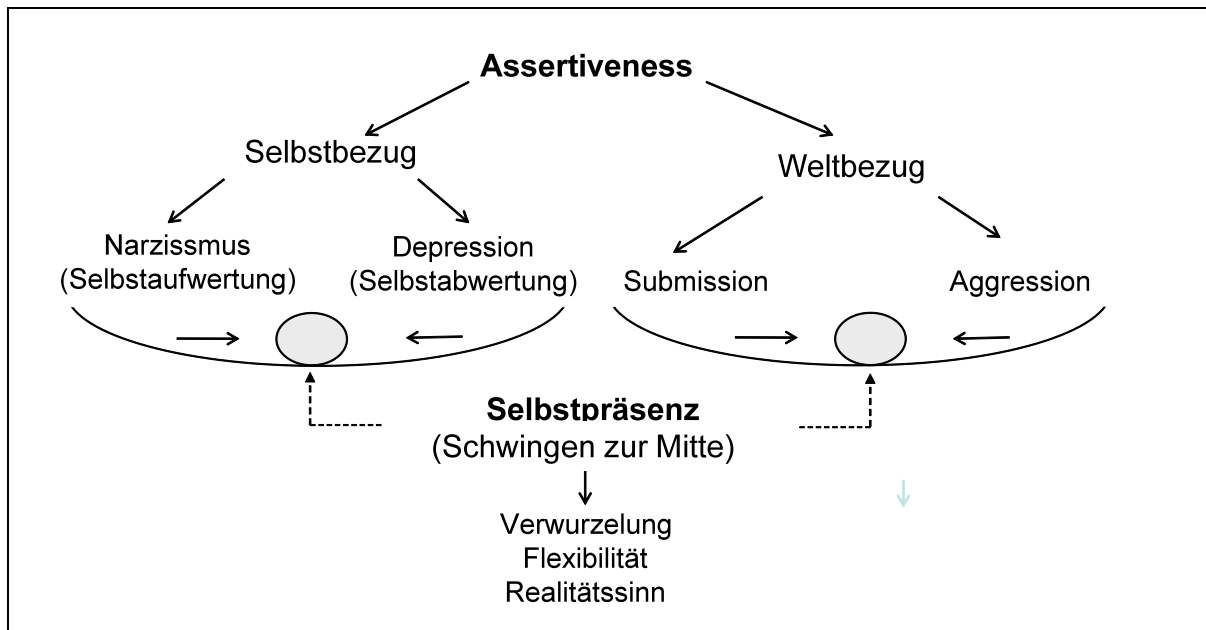 Assertiveness
Selbstbezug
Weltbezug
Narzissmus
(Selbstaufwertung)
Depression
(Selbstabwertung)
Submission
Aggression
Selbstpräsenz
(Schwingen zur Mitte)
Verwurzelung
Flexibilität
Realitätssinn